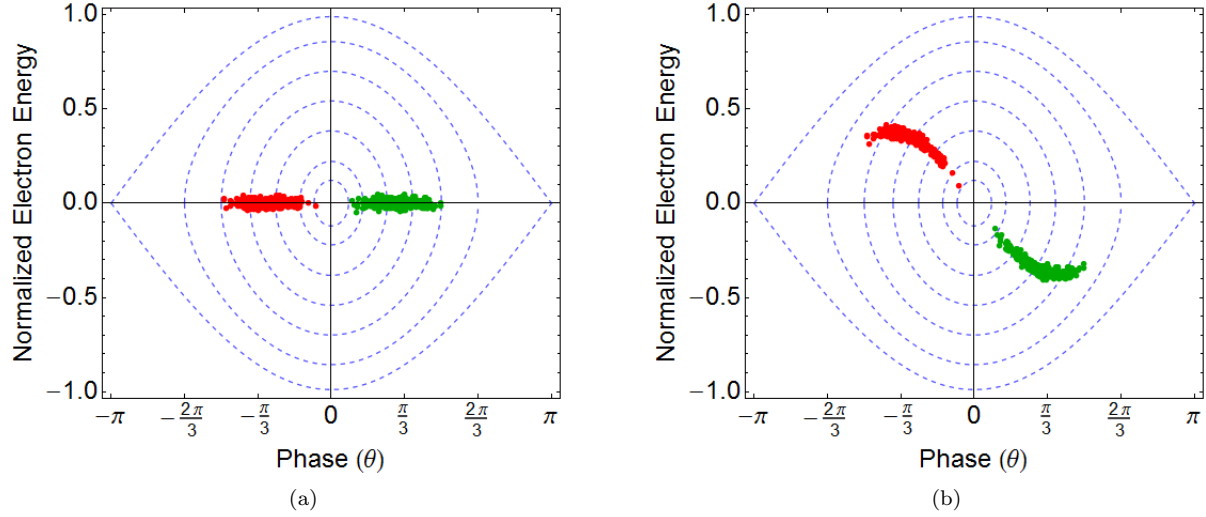 1.0
0.5
0.0
−0.5
−1.0
Normalized Electron Energy
−π −2π/3 −π/3 0 π/3 2π/3 π
Phase (θ)
(a)
1.0
0.5
0.0
−0.5
−1.0
Normalized Electron Energy
−π −2π/3 −π/3 0 π/3 2π/3 π
Phase (θ)
(b)